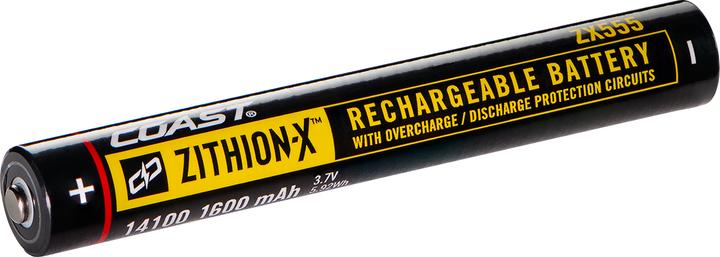 ZX555
COAST®
ZITHION-X™
RECHARGEABLE BATTERY
WITH OVERCHARGE / DISCHARGE PROTECTION CIRCUITS
+
−
14100 1600 mAh
3.7V
5.92Wh